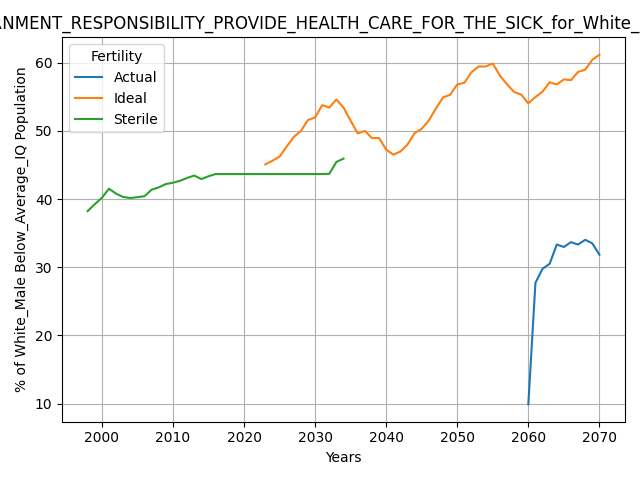 RNMENT_RESPONSIBILITY_PROVIDE_HEALTH_CARE_FOR_THE_SICK_for_White_
Fertility
Actual
Ideal
Sterile
% of White_Male Below_Average_IQ Population
60
50
40
30
20
10
2000 2010 2020 2030 2040 2050 2060 2070
Years